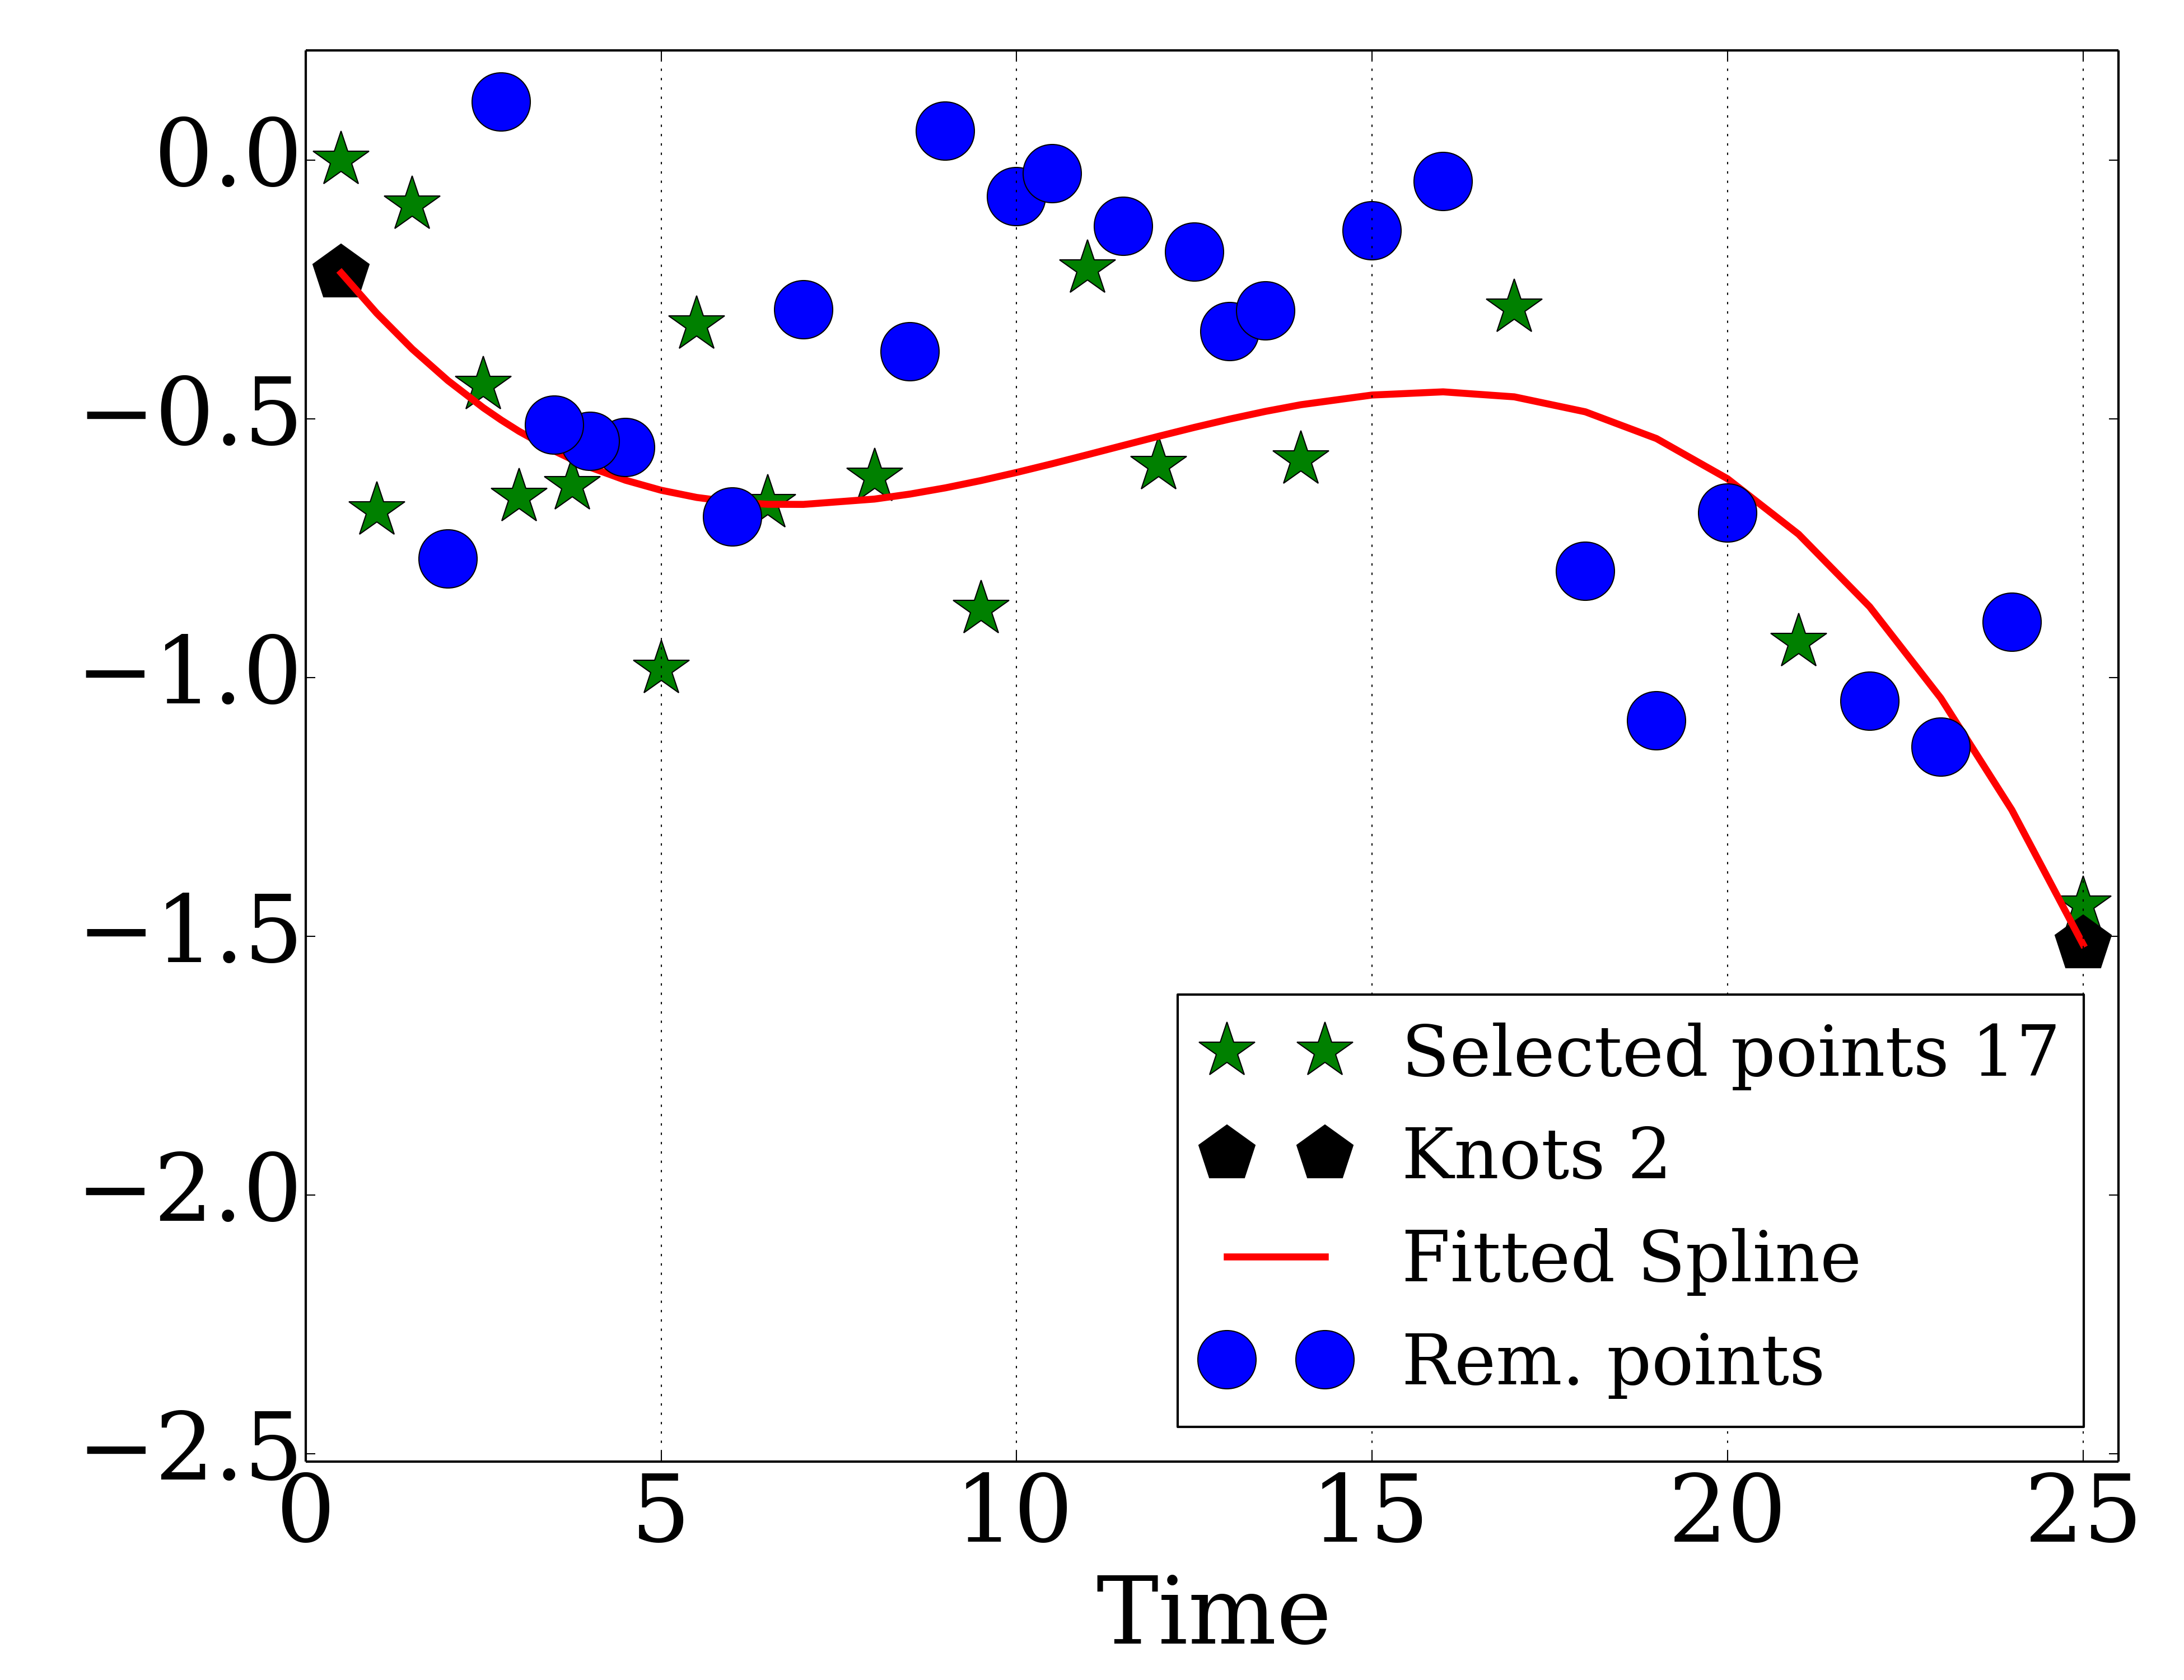 0.0
−0.5
−1.0
−1.5
−2.0
−2.5
0 5 10 15 20 25
Time
Selected points 17
Knots 2
Fitted Spline
Rem. points